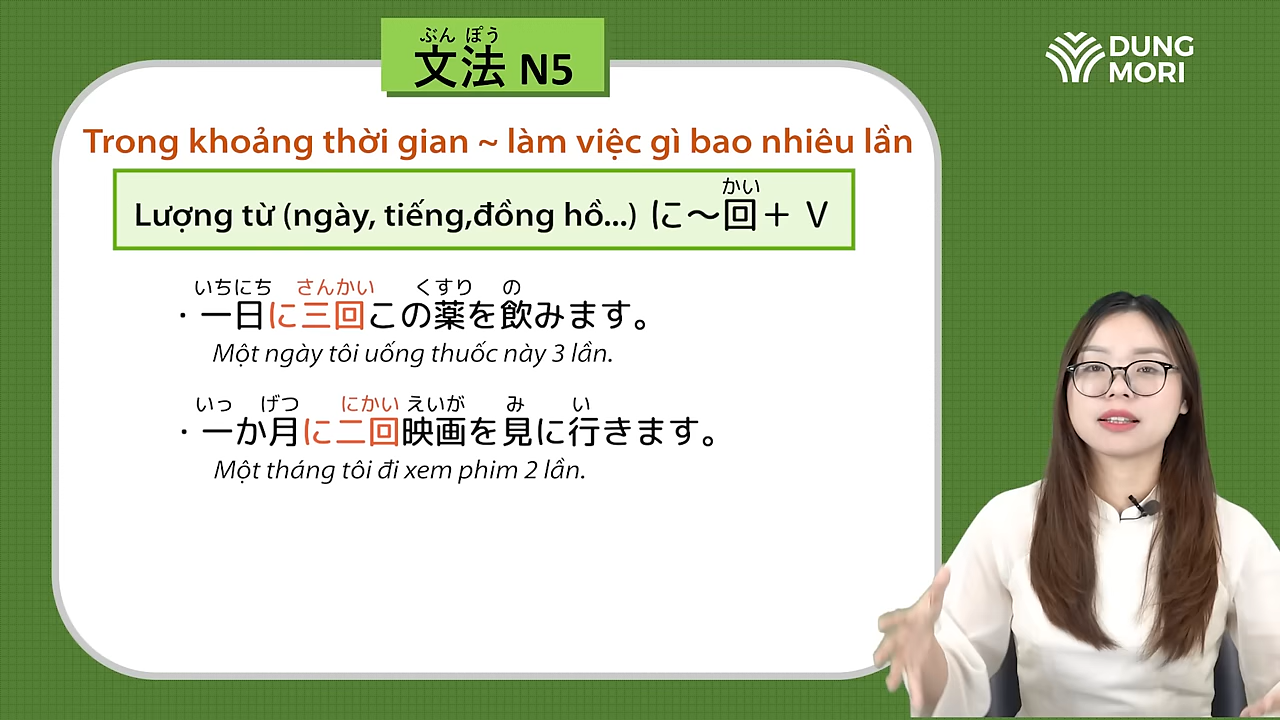 ぶん ぽう
文法 N5
DUNG
MORI
Trong khoảng thời gian ~ làm việc gì bao nhiêu lần
かい
Lượng từ (ngày, tiếng,đồng hồ...) に～回＋ V
いちにち さんかい くすり の
・一日に三回この薬を飲みます。
Một ngày tôi uống thuốc này 3 lần.
いっ げつ にかい えいが み い
・一か月に二回映画を見に行きます。
Một tháng tôi đi xem phim 2 lần.